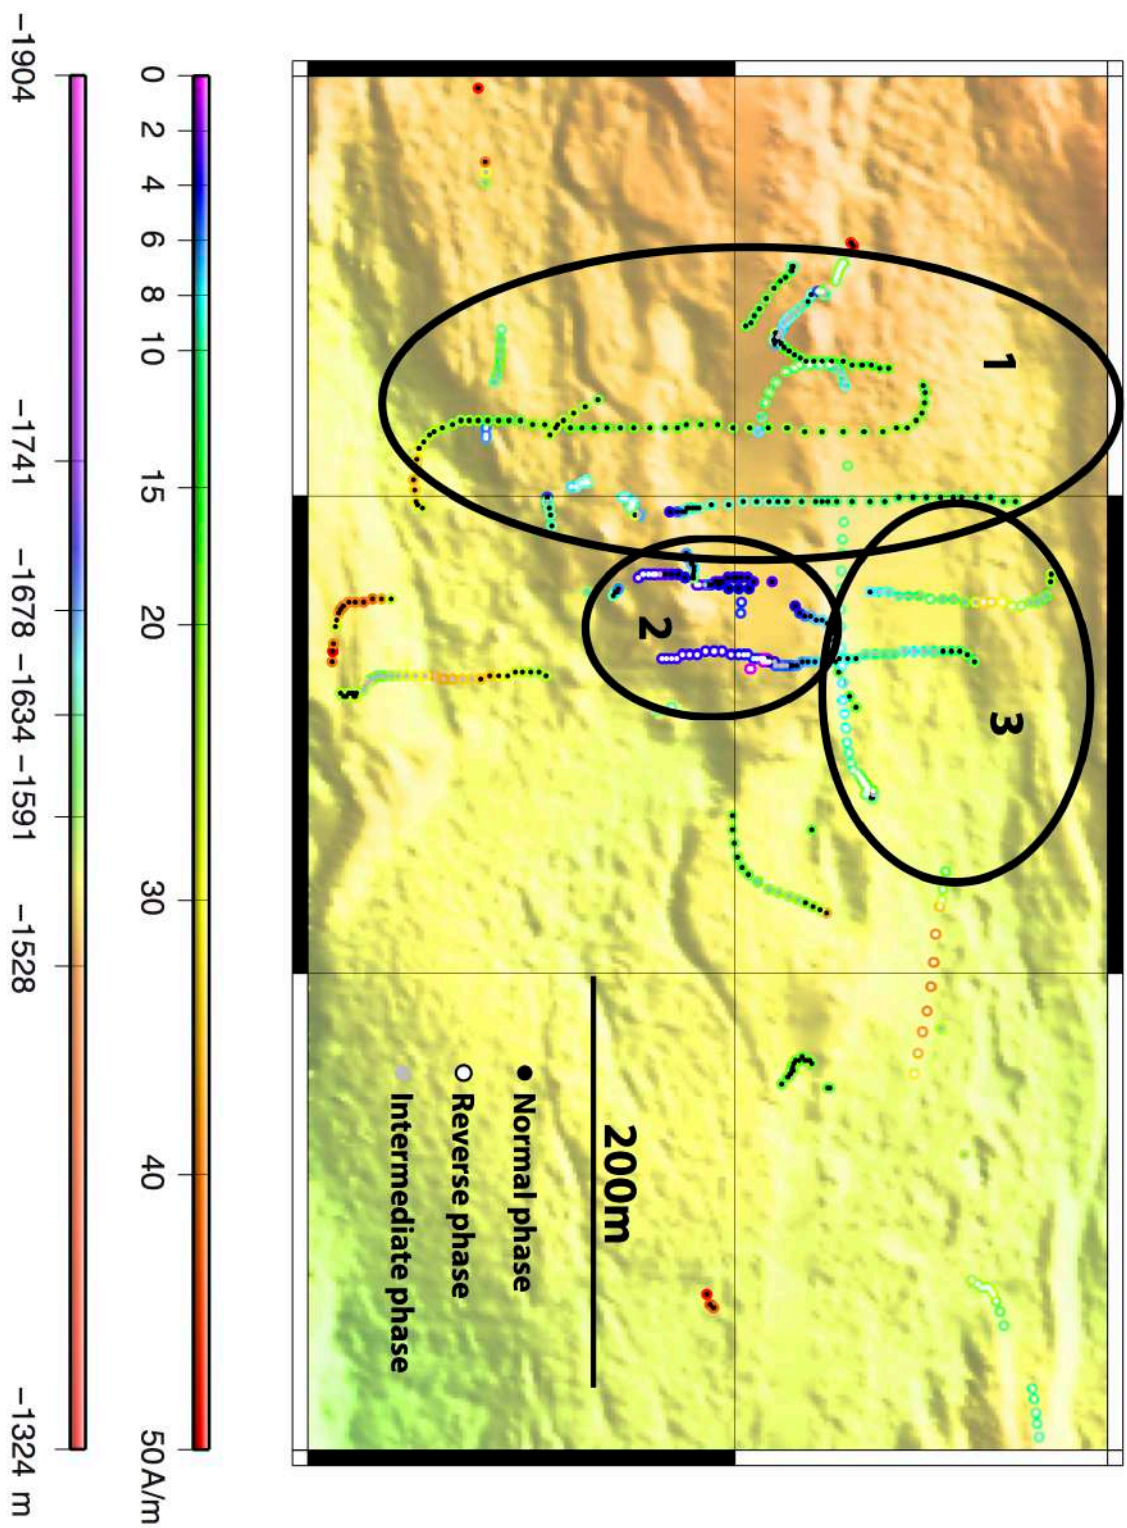 1
2
3
200m
Normal phase
Reverse phase
Intermediate phase
0 2 4 6 8 10 15 20 30 40 50A/m
−1904 −1741 −1678 −1634 −1591 −1528 −1324 m